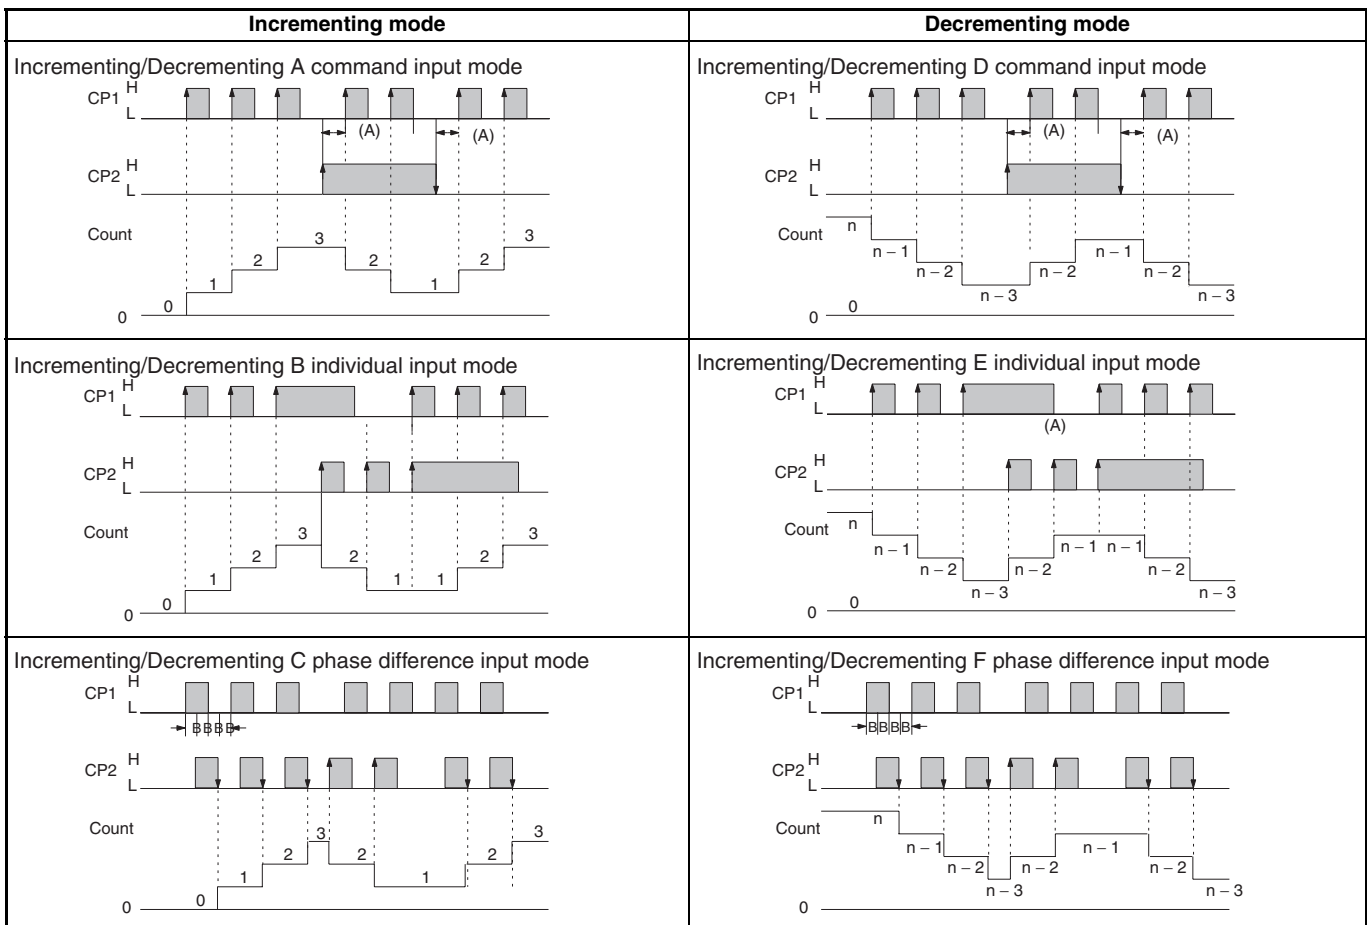 Incrementing mode
Decrementing mode
Incrementing/Decrementing A command input mode
CP1 H
L
(A) (A)
CP2 H
L
Count
0 1 2 3 2 1 2 3
0
Incrementing/Decrementing D command input mode
CP1 H
L
(A) (A)
CP2 H
L
Count
n n – 1 n – 2 n – 3 n – 2 n – 1 n – 2 n – 3
0
0
Incrementing/Decrementing B individual input mode
CP1 H
L
CP2 H
L
Count
0 1 2 3 2 1 1 2 3
0
Incrementing/Decrementing E individual input mode
CP1 H
L
(A)
CP2 H
L
Count
n n – 1 n – 2 n – 3 n – 2 n – 1 n – 1 n – 2 n – 3
0
0
Incrementing/Decrementing C phase difference input mode
CP1 H
L
B B B B
CP2 H
L
Count
0 1 2 3 2 1 2 3
0
Incrementing/Decrementing F phase difference input mode
CP1 H
L
B B B B
CP2 H
L
Count
n n – 1 n – 2 n – 3 n – 2 n – 1 n – 2 n – 3
0